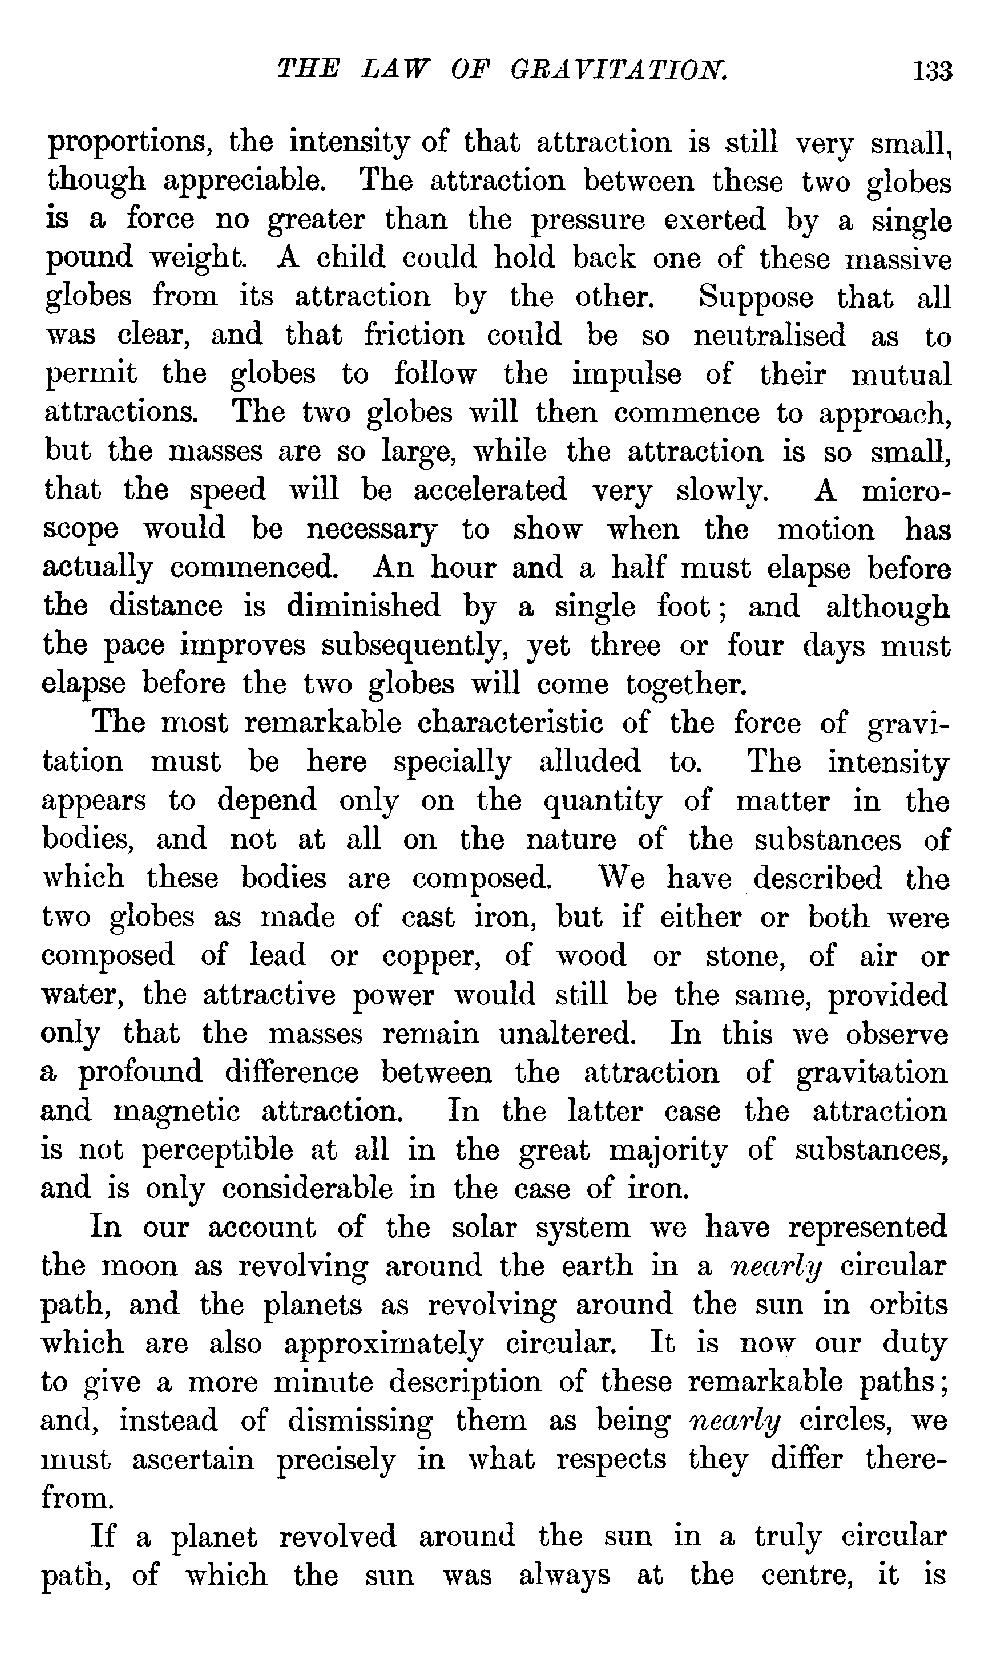 THE LAW OF GRAVITATION. 133
proportions, the intensity of that attraction is still very small,
though appreciable. The attraction between these two globes
is a force no greater than the pressure exerted by a single
pound weight. A child could hold back one of these massive
globes from its attraction by the other. Suppose that all
was clear, and that friction could be so neutralised as to
permit the globes to follow the impulse of their mutual
attractions. The two globes will then commence to approach,
but the masses are so large, while the attraction is so small,
that the speed will be accelerated very slowly. A micro-
scope would be necessary to show when the motion has
actually commenced. An hour and a half must elapse before
the distance is diminished by a single foot; and although
the pace improves subsequently, yet three or four days must
elapse before the two globes will come together.
The most remarkable characteristic of the force of gravi-
tation must be here specially alluded to. The intensity
appears to depend only on the quantity of matter in the
bodies, and not at all on the nature of the substances of
which these bodies are composed. We have described the
two globes as made of cast iron, but if either or both were
composed of lead or copper, of wood or stone, of air or
water, the attractive power would still be the same, provided
only that the masses remain unaltered. In this we observe
a profound difference between the attraction of gravitation
and magnetic attraction. In the latter case the attraction
is not perceptible at all in the great majority of substances,
and is only considerable in the case of iron.
In our account of the solar system we have represented
the moon as revolving around the earth in a nearly circular
path, and the planets as revolving around the sun in orbits
which are also approximately circular. It is now our duty
to give a more minute description of these remarkable paths;
and, instead of dismissing them as being nearly circles, we
must ascertain precisely in what respects they differ there-
from.
If a planet revolved around the sun in a truly circular
path, of which the sun was always at the centre, it is